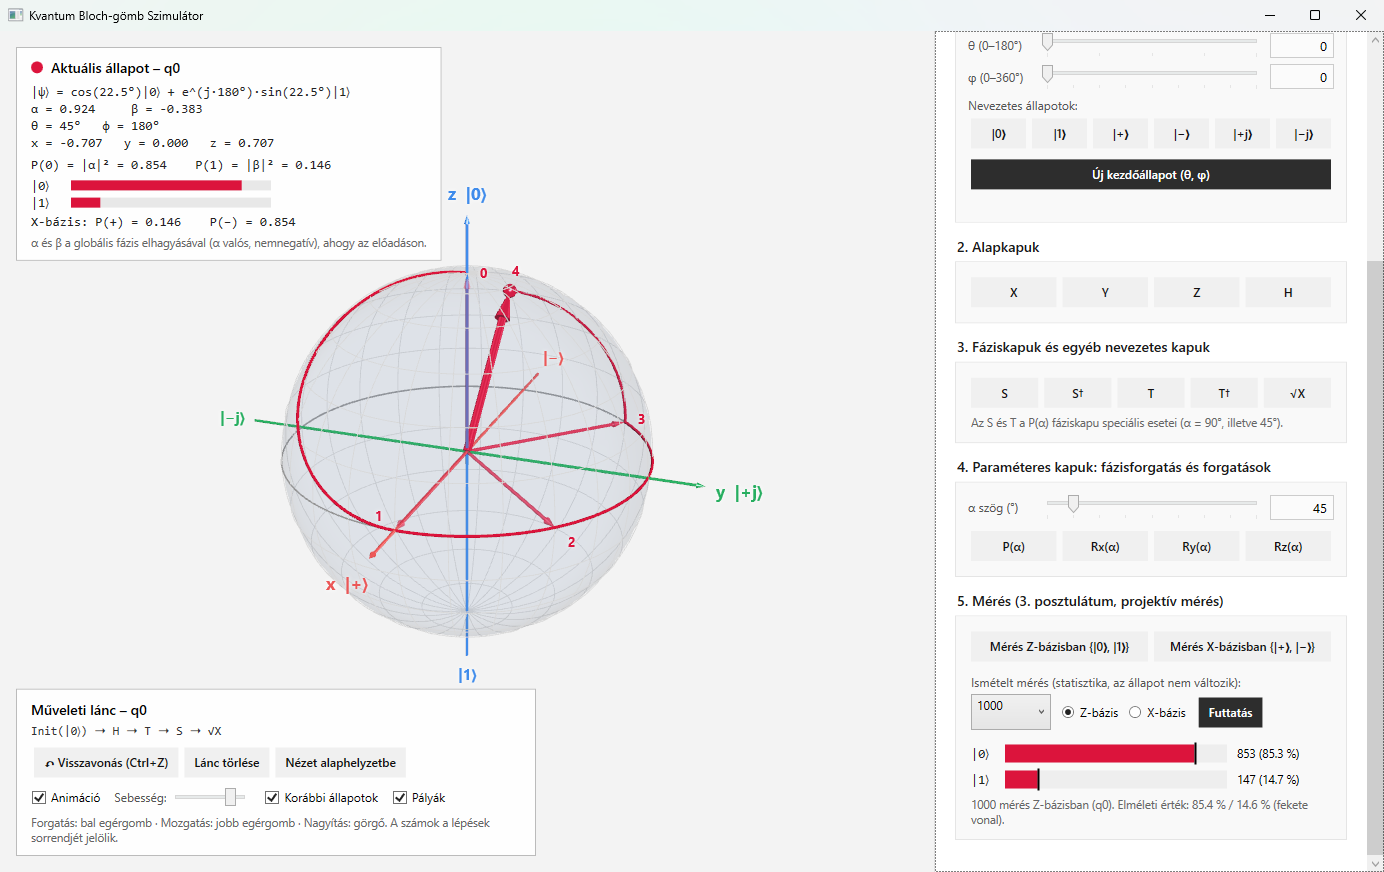 Kvantum Bloch-gömb Szimulátor
Aktuális állapot – q0
|ψ⟩ = cos(22.5°)|0⟩ + e^(j·180°)·sin(22.5°)|1⟩
α = 0.924 β = -0.383
θ = 45° ϕ = 180°
x = -0.707 y = 0.000 z = 0.707
P(0) = |α|² = 0.854 P(1) = |β|² = 0.146
|0⟩
|1⟩
X-bázis: P(+) = 0.146 P(-) = 0.854
α és β a globális fázis elhagyásával (α valós, nemnegatív), ahogy az előadáson.
z |0⟩
0
4
|−⟩
|−j⟩
3
y |+j⟩
1
2
x |+⟩
|1⟩
Műveleti lánc – q0
Init(|0⟩) → H → T → S → √X
↶ Visszavonás (Ctrl+Z)
Lánc törlése
Nézet alaphelyzetbe
Animáció
Sebesség:
Korábbi állapotok
Pályák
Forgatás: bal egérgomb · Mozgatás: jobb egérgomb · Nagyítás: görgő. A számok a lépések
sorrendjét jelölik.
θ (0–180°)
0
φ (0–360°)
0
Nevezetes állapotok:
|0⟩
|1⟩
|+⟩
|−⟩
|+j⟩
|−j⟩
Új kezdőállapot (θ, φ)
2. Alapkapuk
X
Y
Z
H
3. Fáziskapuk és egyéb nevezetes kapuk
S
S†
T
T†
√X
Az S és T a P(α) fáziskapu speciális esetei (α = 90°, illetve 45°).
4. Paraméteres kapuk: fázisforgatás és forgatások
α szög (°)
45
P(α)
Rx(α)
Ry(α)
Rz(α)
5. Mérés (3. posztulátum, projektív mérés)
Mérés Z-bázisban {|0⟩, |1⟩}
Mérés X-bázisban {|+⟩, |−⟩}
Ismételt mérés (statisztika, az állapot nem változik):
1000
Z-bázis
X-bázis
Futtatás
|0⟩ 853 (85.3 %)
|1⟩ 147 (14.7 %)
1000 mérés Z-bázisban (q0). Elméleti érték: 85.4 % / 14.6 % (fekete
vonal).